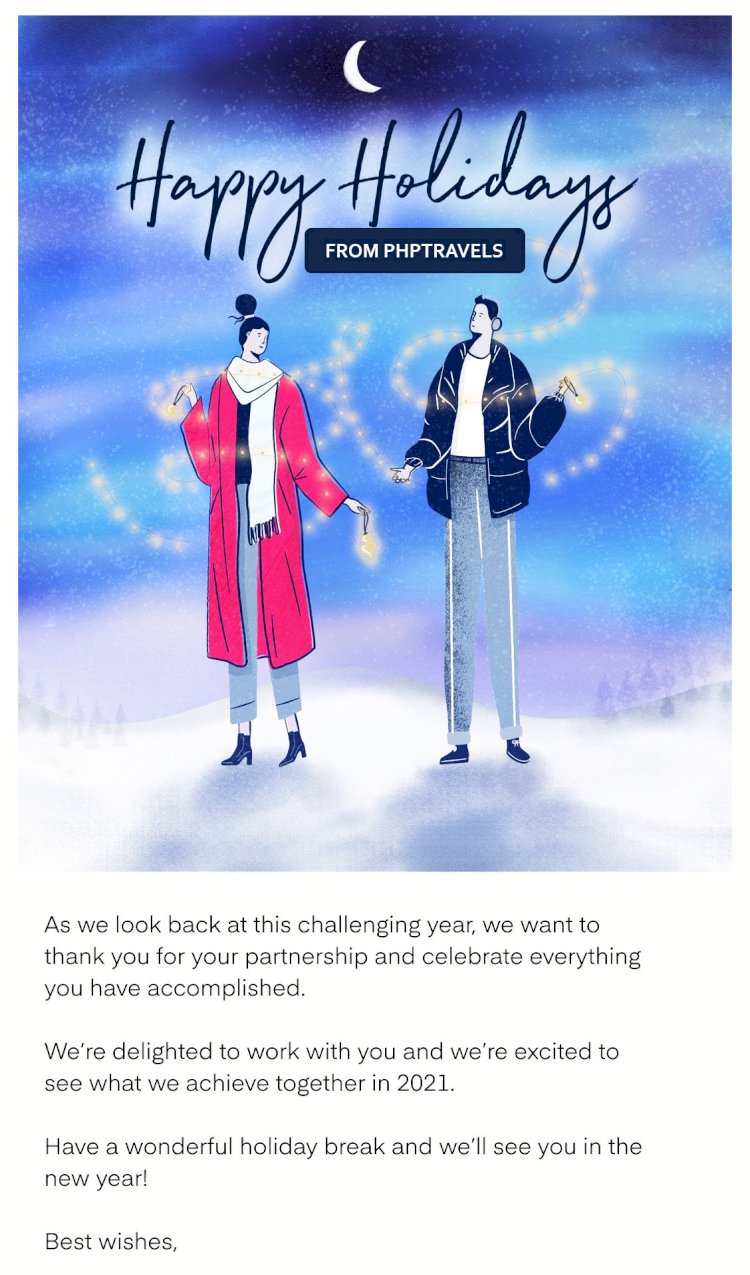 Happy Holidays
FROM PHPTRAVELS
As we look back at this challenging year, we want to
thank you for your partnership and celebrate everything
you have accomplished.
We’re delighted to work with you and we’re excited to
see what we achieve together in 2021.
Have a wonderful holiday break and we’ll see you in the
new year!
Best wishes,